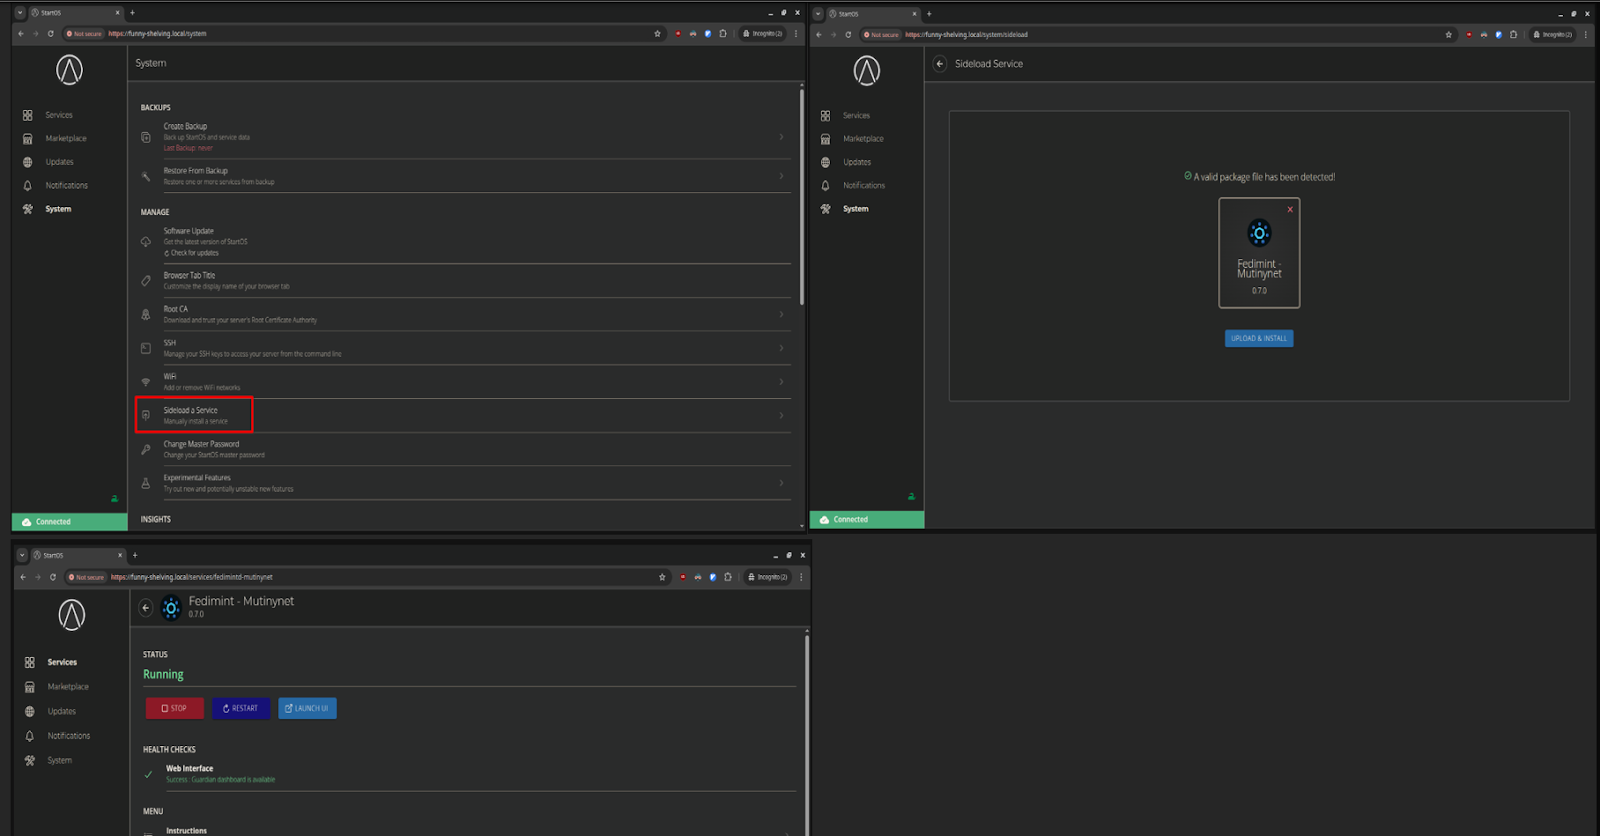 StartOS
Not secure https://funny-shelving.local/system
Incognito (2)
Services
Marketplace
Updates
Notifications
System
Connected
System
BACKUPS
Create Backup
Back up StartOS and service data
Last Backup: never
Restore From Backup
Restore one or more services from backup
MANAGE
Software Update
Get the latest version of StartOS
Check for updates
Browser Tab Title
Customize the display name of your browser tab
Root CA
Download and trust your server's Root Certificate Authority
SSH
Manage your SSH keys to access your server from the command line
WiFi
Add or remove WiFi networks
Sideload a Service
Manually install a service
Change Master Password
Change your StartOS master password
Experimental Features
Try out new and potentially unstable new features
INSIGHTS
StartOS
Not secure https://funny-shelving.local/system/sideload
Incognito (2)
Services
Marketplace
Updates
Notifications
System
Connected
Sideload Service
A valid package file has been detected!
Fedimint -
Mutinynet
0.7.0
UPLOAD & INSTALL
StartOS
Not secure https://funny-shelving.local/services/fedimintd-mutinynet
Incognito (2)
Services
Marketplace
Updates
Notifications
System
Fedimint - Mutinynet
0.7.0
STATUS
Running
STOP
RESTART
LAUNCH UI
HEALTH CHECKS
Web Interface
Success : Guardian dashboard is available
MENU
Instructions